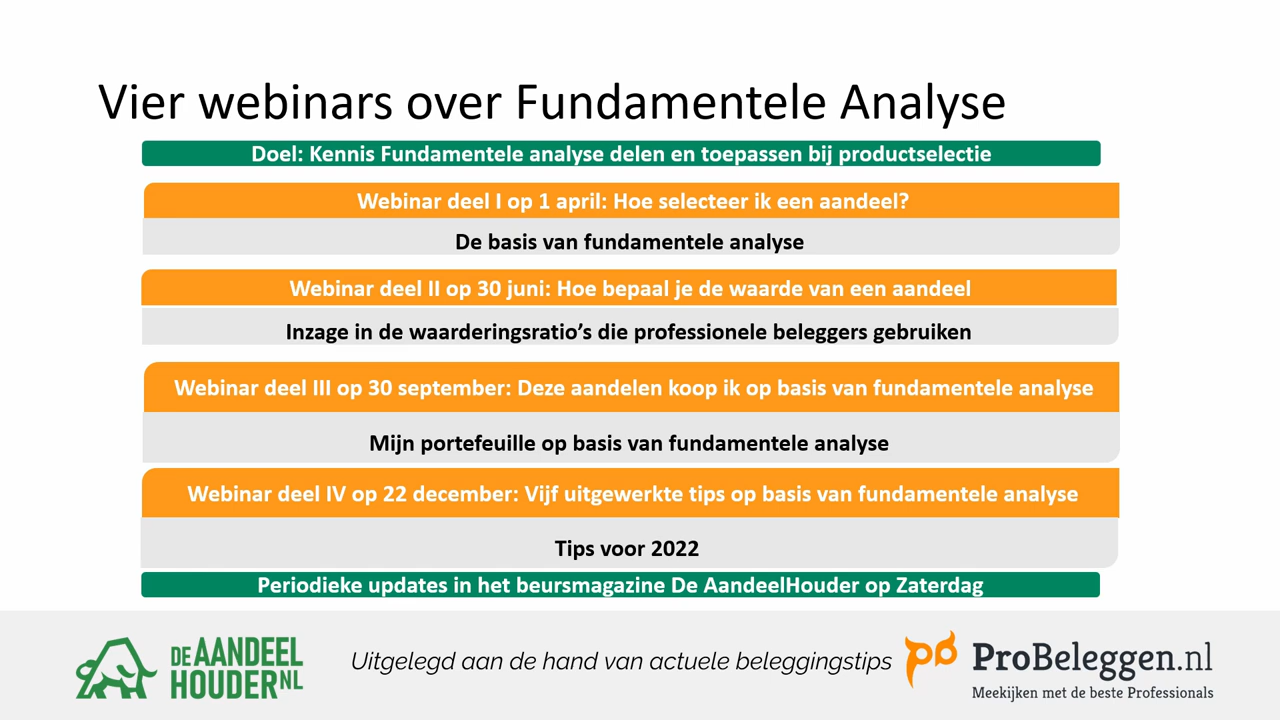 Vier webinars over Fundamentele Analyse
Doel: Kennis Fundamentele analyse delen en toepassen bij productselectie
Webinar deel I op 1 april: Hoe selecteer ik een aandeel?
De basis van fundamentele analyse
Webinar deel II op 30 juni: Hoe bepaal je de waarde van een aandeel
Inzage in de waarderingsratio’s die professionele beleggers gebruiken
Webinar deel III op 30 september: Deze aandelen koop ik op basis van fundamentele analyse
Mijn portefeuille op basis van fundamentele analyse
Webinar deel IV op 22 december: Vijf uitgewerkte tips op basis van fundamentele analyse
Tips voor 2022
Periodieke updates in het beursmagazine De AandeelHouder op Zaterdag
DE AANDEEL
HOUDER NL
Uitgelegd aan de hand van actuele beleggingstips
ProBeleggen.nl
Meekijken met de beste Professionals